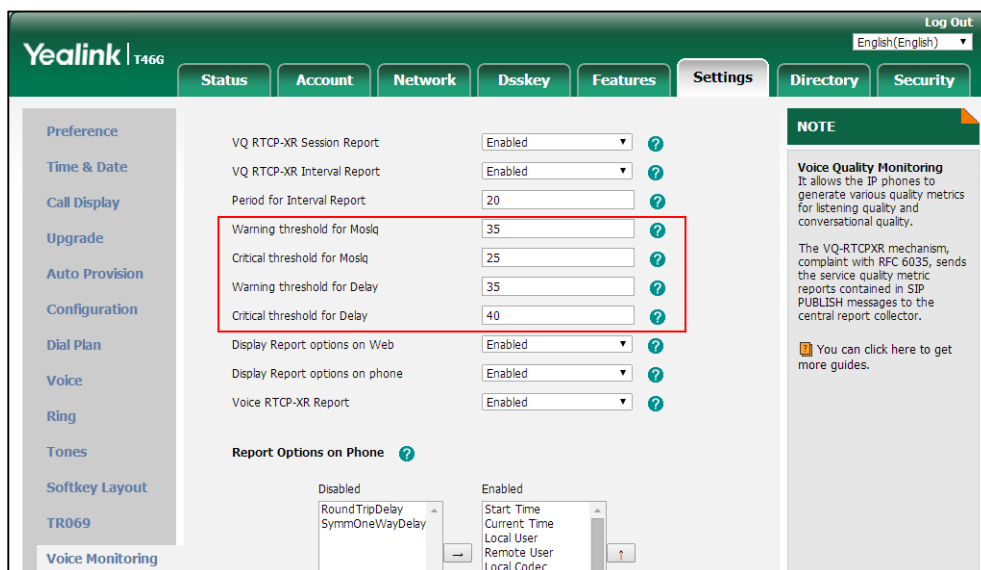 Log Out
Yealink T46G
English(English)
Status Account Network Dsskey Features Settings Directory Security
Preference
Time & Date
Call Display
Upgrade
Auto Provision
Configuration
Dial Plan
Voice
Ring
Tones
Softkey Layout
TR069
Voice Monitoring
VQ RTCP-XR Session Report Enabled
VQ RTCP-XR Interval Report Enabled
Period for Interval Report 20
Warning threshold for Moslq 35
Critical threshold for Moslq 25
Warning threshold for Delay 35
Critical threshold for Delay 40
Display Report options on Web Enabled
Display Report options on phone Enabled
Voice RTCP-XR Report Enabled
Report Options on Phone
Disabled Enabled
RoundTripDelay
SymmOneWayDelay
Start Time
Current Time
Local User
Remote User
Local Codec
NOTE
Voice Quality Monitoring
It allows the IP phones to
generate various quality metrics
for listening quality and
conversational quality.
The VQ-RTCPXR mechanism,
complaint with RFC 6035, sends
the service quality metric
reports contained in SIP
PUBLISH messages to the
central report collector.
You can click here to get
more guides.